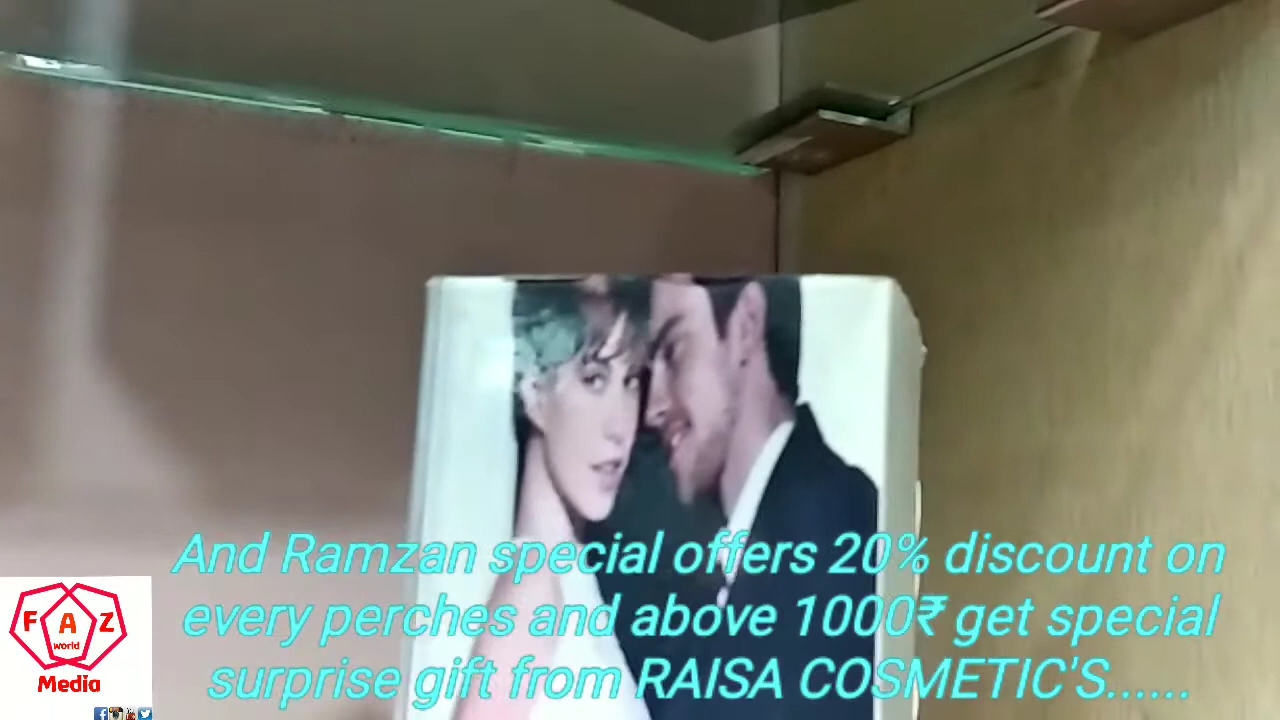 And Ramzan special offers 20% discount on
every perches and above 1000₹ get special
surprise gift from RAISA COSMETIC'S......
F A Z
world
Media